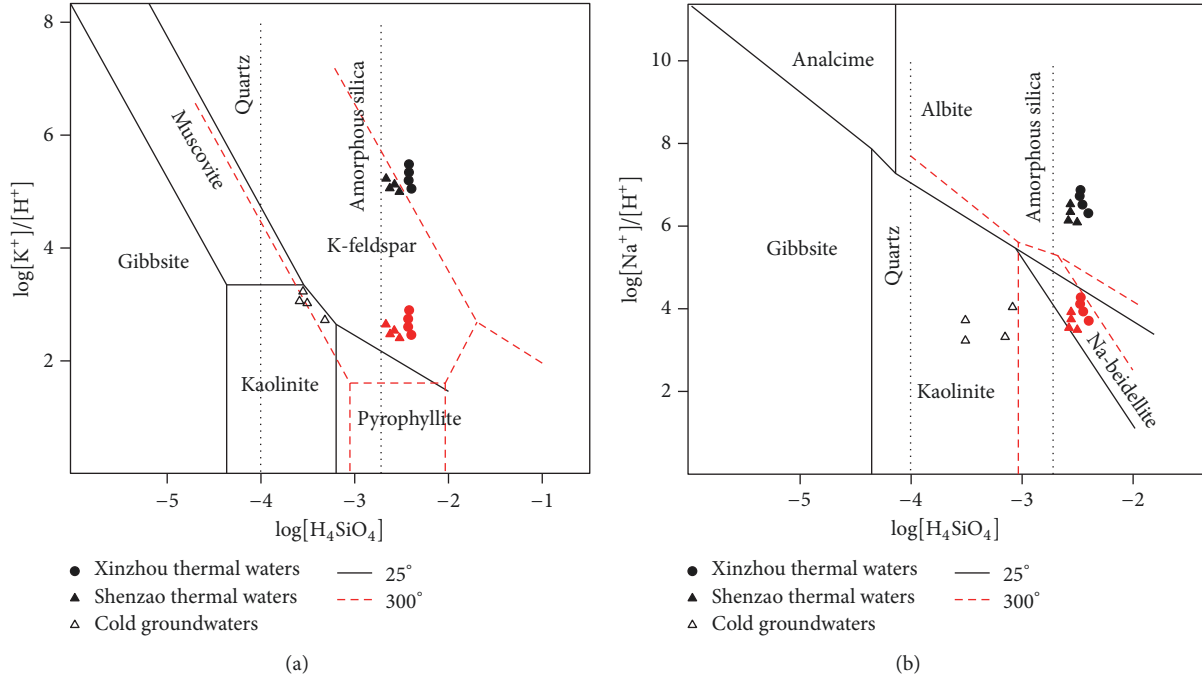 8
6
4
2
log[K⁺]/[H⁺]
Quartz
Amorphous silica
Muscovite
K-feldspar
Gibbsite
Kaolinite
Pyrophyllite
−5
−4
−3
−2
−1
log[H₄SiO₄]
Xinzhou thermal waters
Shenzao thermal waters
Cold groundwaters
25°
300°
(a)
10
8
6
4
2
log[Na⁺]/[H⁺]
Analcime
Albite
Amorphous silica
Gibbsite
Quartz
Kaolinite
Na-beidellite
−5
−4
−3
−2
log[H₄SiO₄]
Xinzhou thermal waters
Shenzao thermal waters
Cold groundwaters
25°
300°
(b)